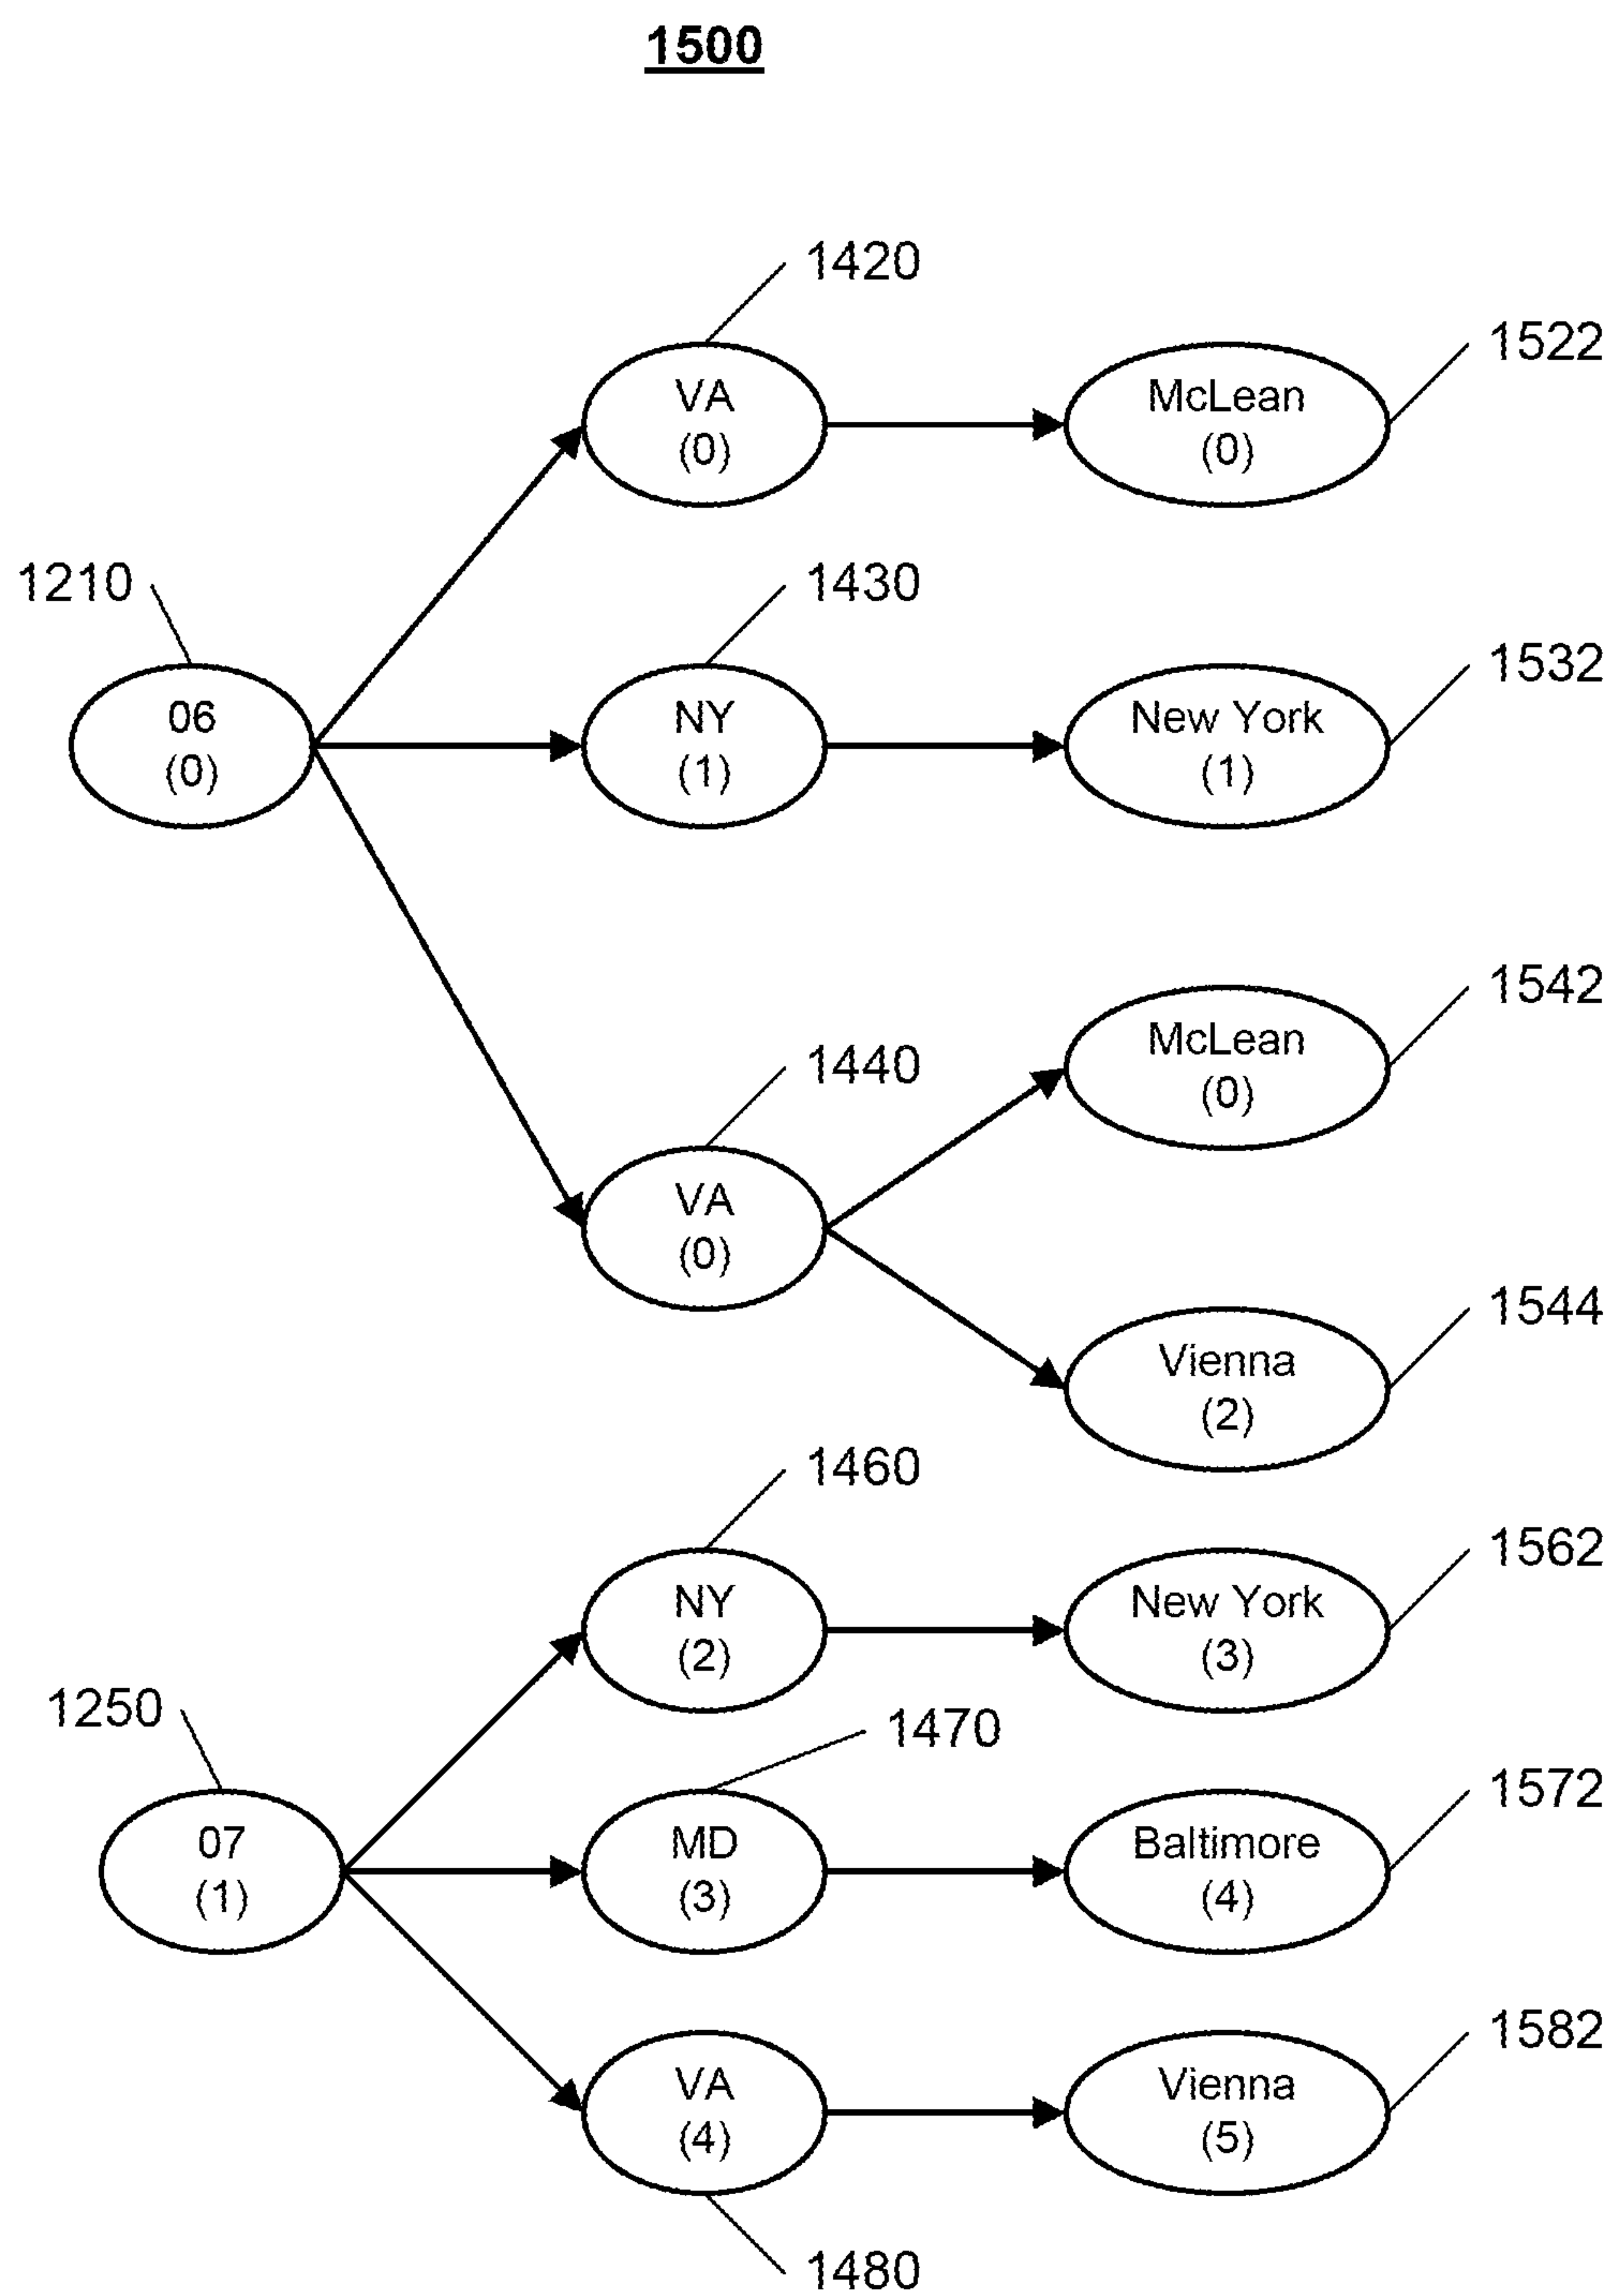 1500
1420
VA
(0)
1522
McLean
(0)
1210
06
(0)
1430
NY
(1)
1532
New York
(1)
1542
McLean
(0)
1440
VA
(0)
1544
Vienna
(2)
1460
NY
(2)
1562
New York
(3)
1250
07
(1)
1470
MD
(3)
1572
Baltimore
(4)
1582
VA
(4)
Vienna
(5)
1480